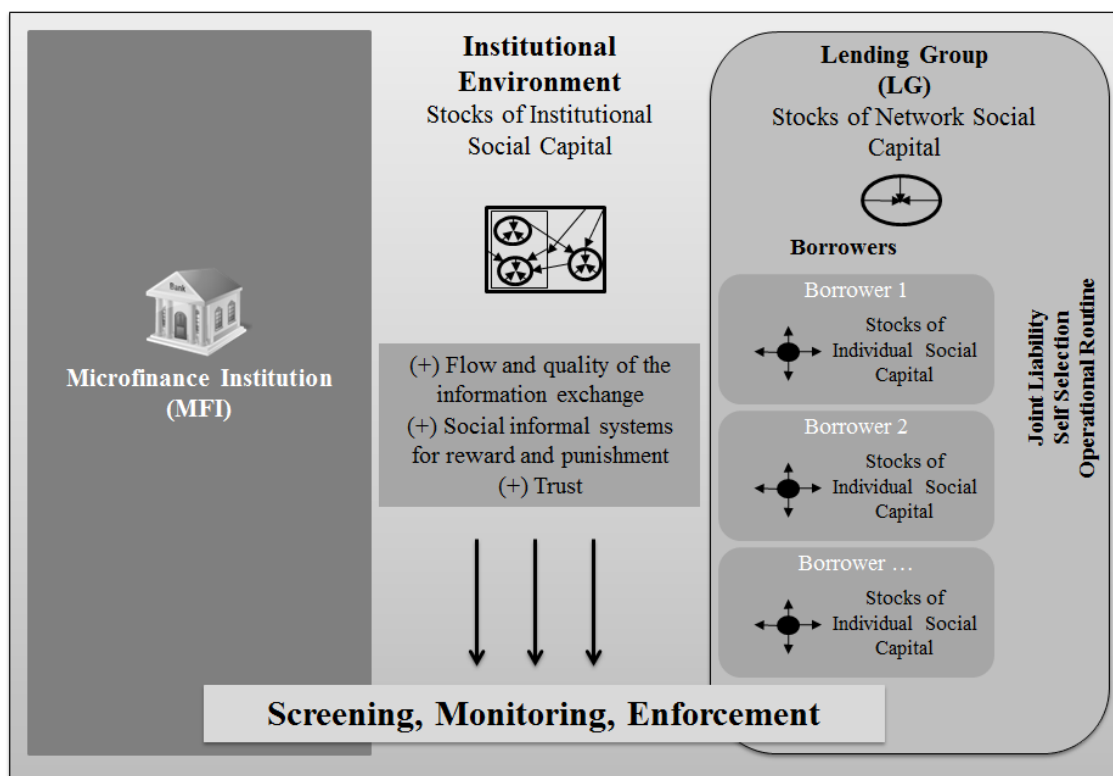 Bank
Microfinance Institution
(MFI)
Institutional
Environment
Stocks of Institutional
Social Capital
(+) Flow and quality of the
information exchange
(+) Social informal systems
for reward and punishment
(+) Trust
Lending Group
(LG)
Stocks of Network Social
Capital
Borrowers
Borrower 1
Stocks of
Individual Social
Capital
Borrower 2
Stocks of
Individual Social
Capital
Borrower …
Stocks of
Individual Social
Capital
Joint Liability
Self Selection
Operational Routine
Screening, Monitoring, Enforcement